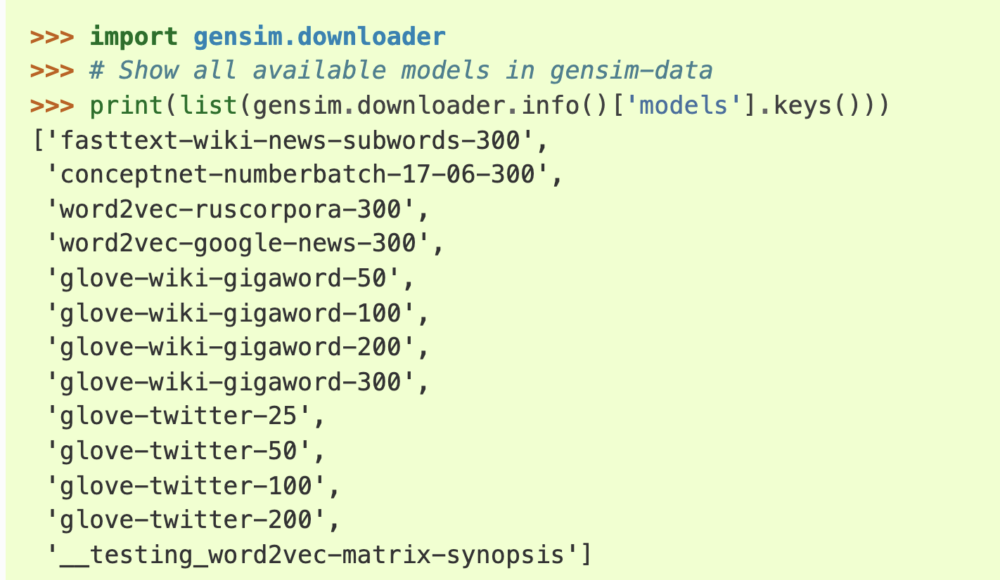 >>> import gensim.downloader
>>> # Show all available models in gensim-data
>>> print(list(gensim.downloader.info()['models'].keys()))
['fasttext-wiki-news-subwords-300',
 'conceptnet-numberbatch-17-06-300',
 'word2vec-ruscorpora-300',
 'word2vec-google-news-300',
 'glove-wiki-gigaword-50',
 'glove-wiki-gigaword-100',
 'glove-wiki-gigaword-200',
 'glove-wiki-gigaword-300',
 'glove-twitter-25',
 'glove-twitter-50',
 'glove-twitter-100',
 'glove-twitter-200',
 '__testing_word2vec-matrix-synopsis']